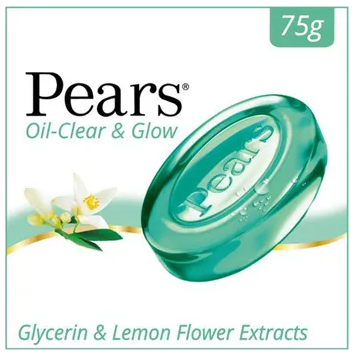 75g
Pears®
Oil-Clear & Glow
Pears
Glycerin & Lemon Flower Extracts